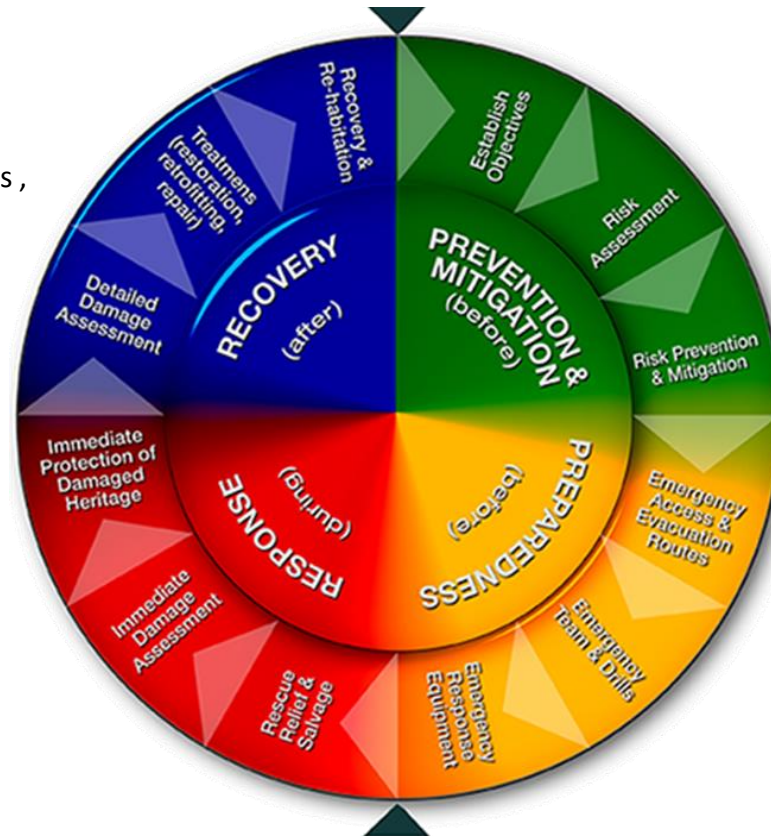 s,
Establish
Objectives
Risk
Assessment
Risk Prevention
& Mitigation
Emergency
Access &
Evacuation
Routes
Emergency
Team & Drills
Emergency
Response
Equipment
Rescue
Relief &
Salvage
Immediate
Damage
Assessment
Immediate
Protection of
Damaged
Heritage
Detailed
Damage
Assessment
Treatmens
(restoration,
retrofitting,
repair)
Recovery &
Re-habitation
PREVENTION &
MITIGATION
(before)
PREPAREDNESS
(before)
RESPONSE
(during)
RECOVERY
(after)